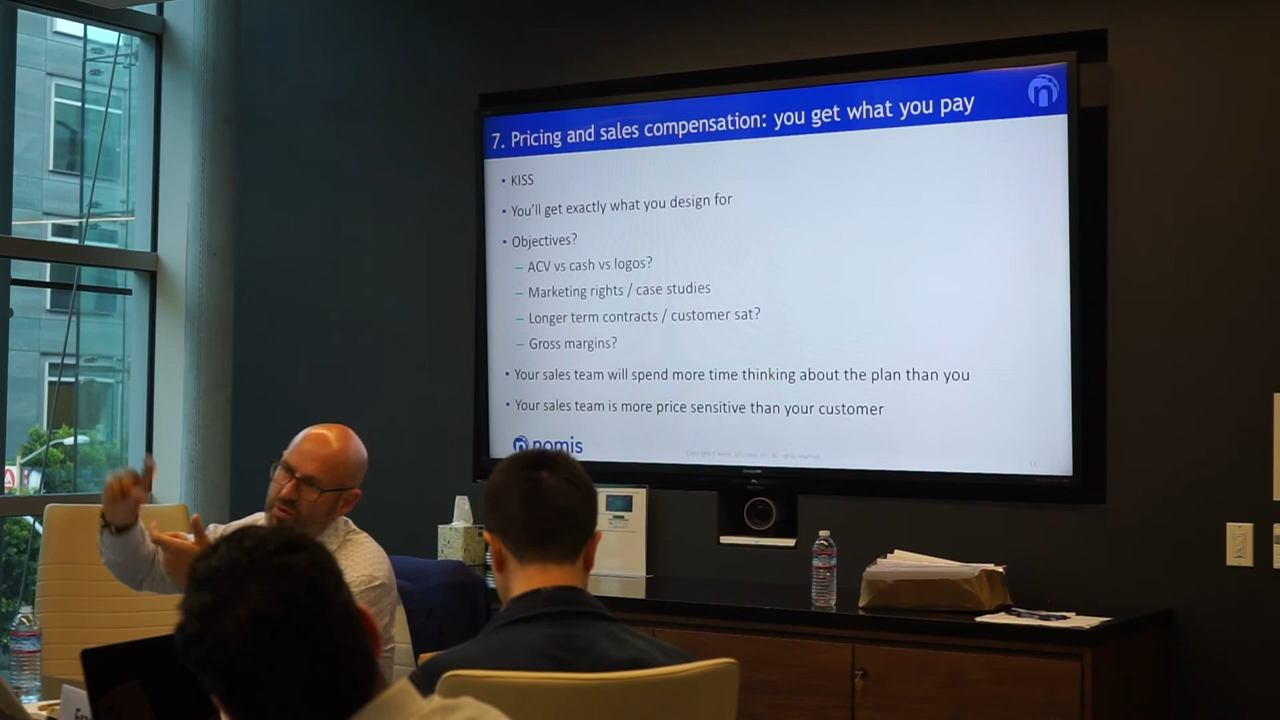 7. Pricing and sales compensation: you get what you pay
• KISS
• You'll get exactly what you design for
• Objectives?
– ACV vs cash vs logos?
– Marketing rights / case studies
– Longer term contracts / customer sat?
– Gross margins?
• Your sales team will spend more time thinking about the plan than you
• Your sales team is more price sensitive than your customer
nomis